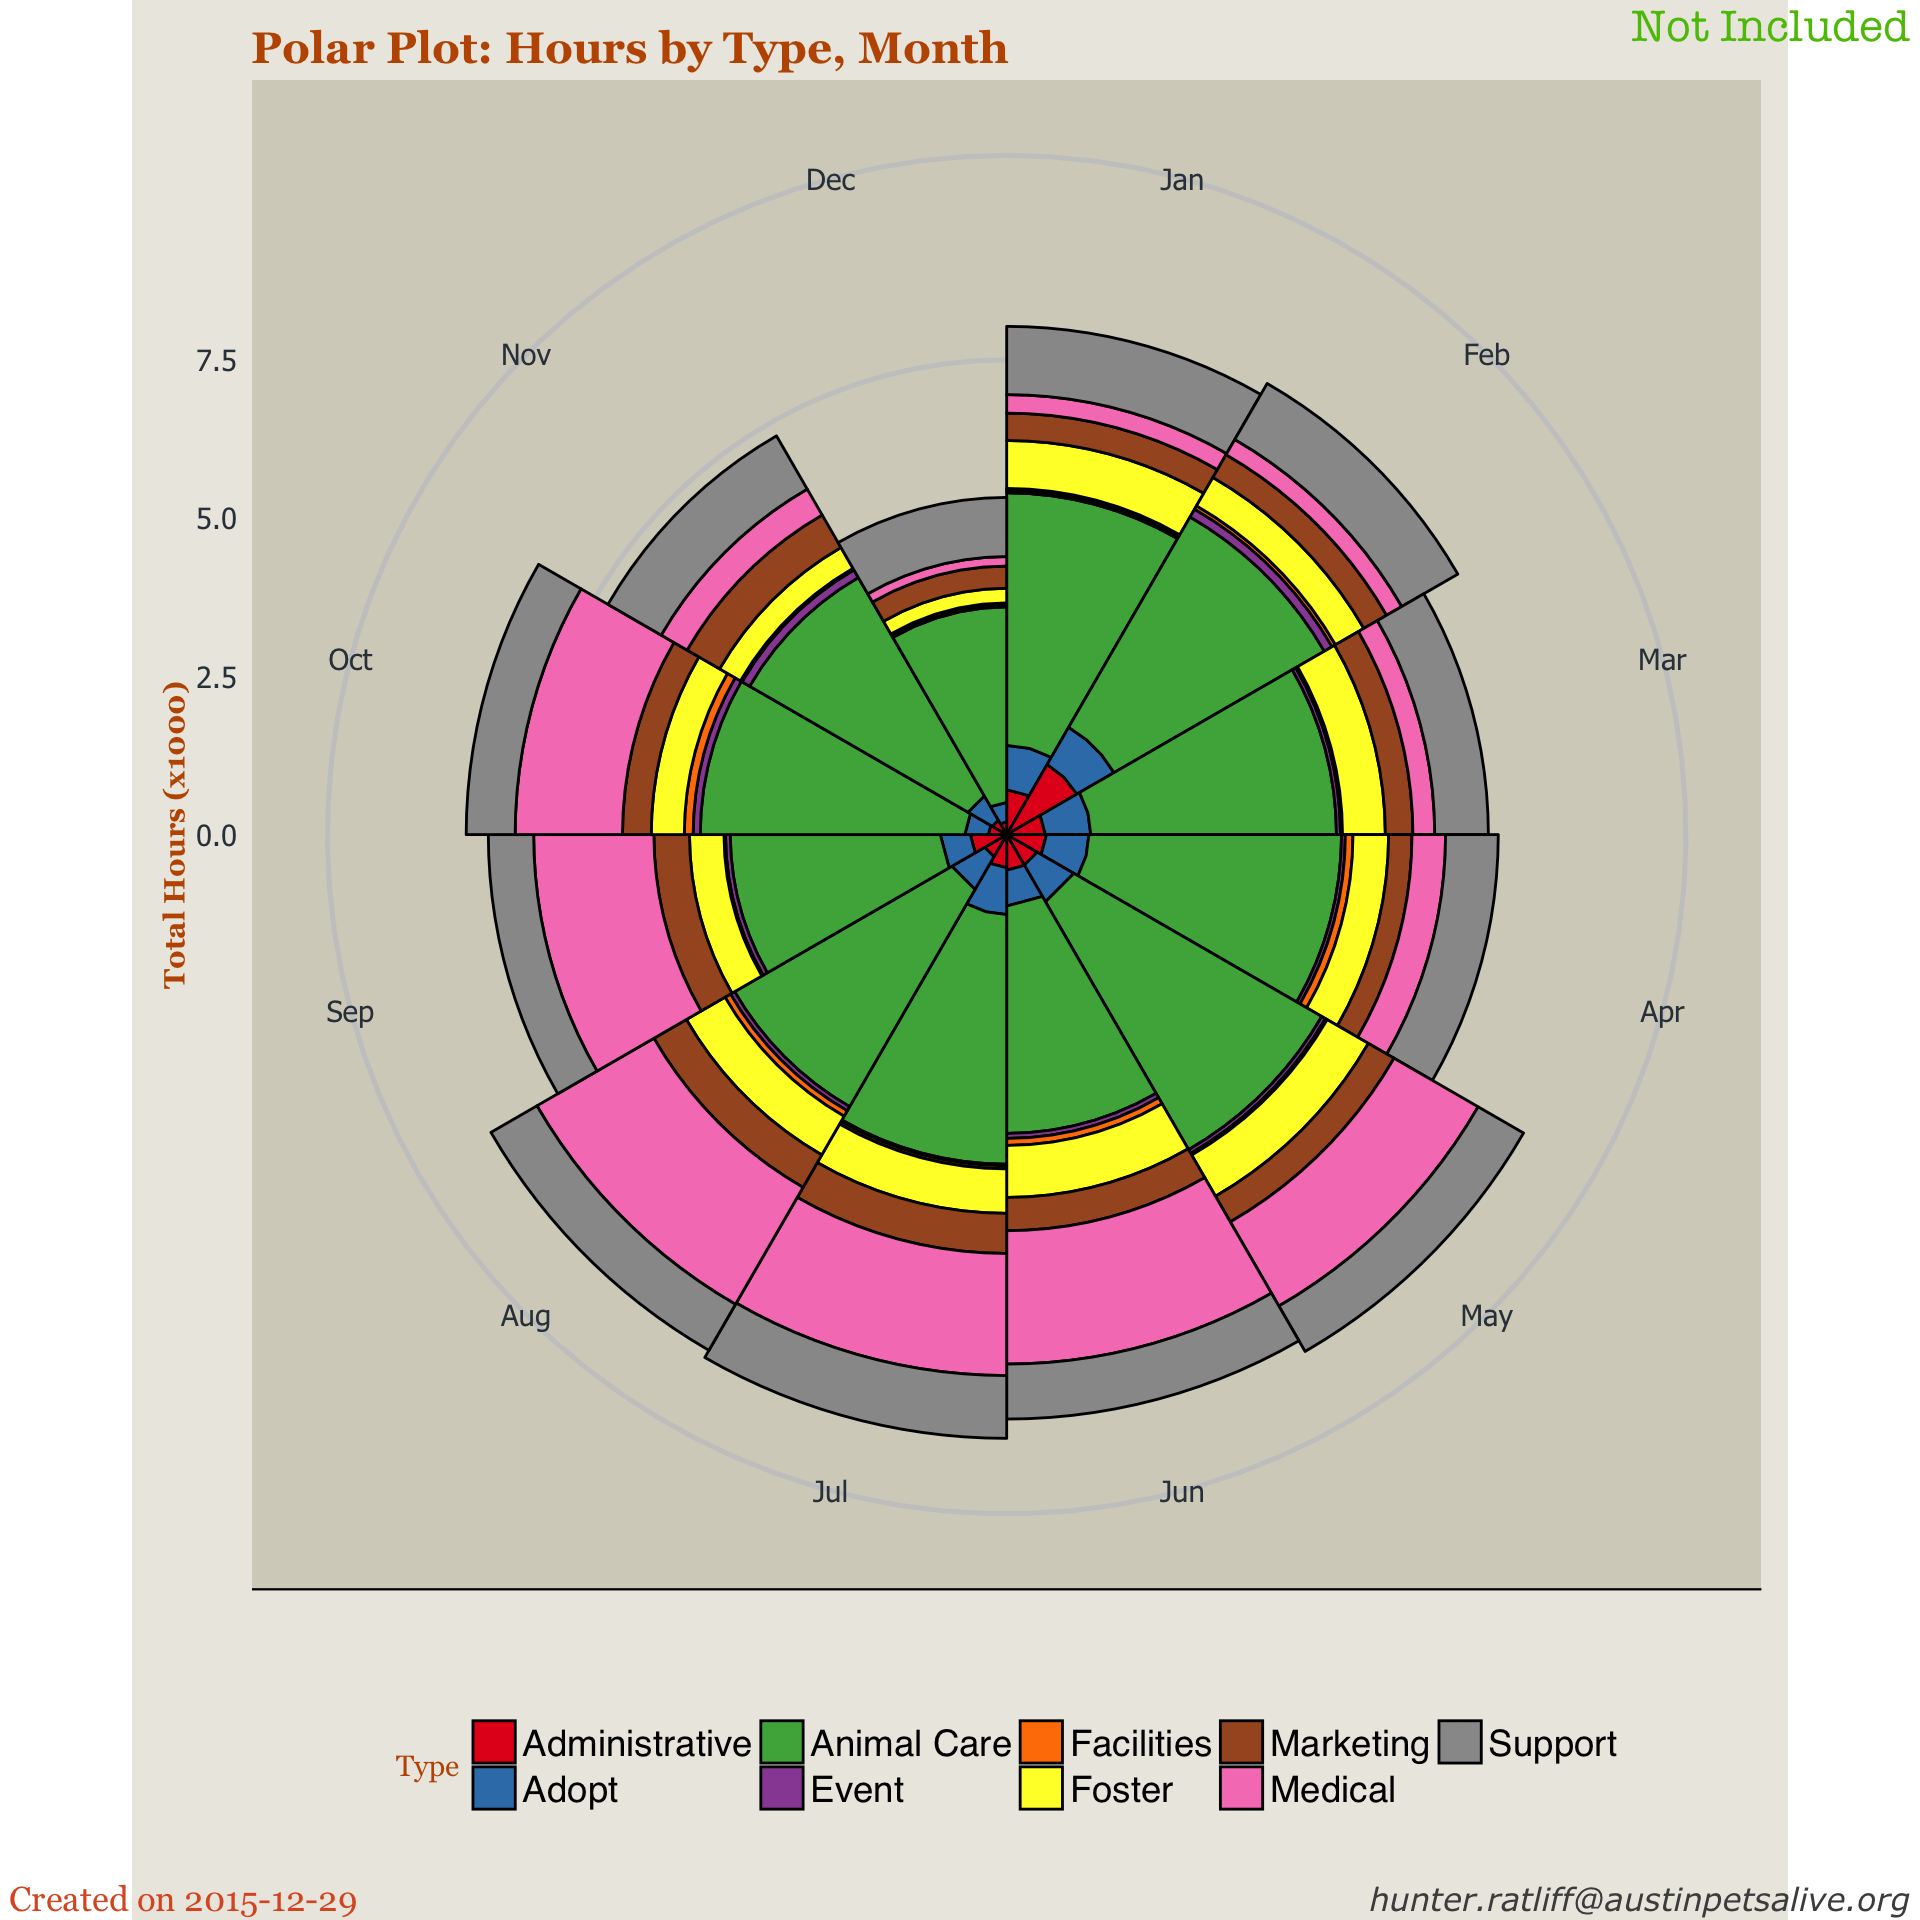 Not Included
Polar Plot: Hours by Type, Month
Dec
Jan
Nov
Feb
7.5
5.0
Oct
Mar
2.5
0.0
Total Hours (x1000)
Sep
Apr
Aug
May
Jul
Jun
Type
Administrative
Animal Care
Facilities
Marketing
Support
Adopt
Event
Foster
Medical
Created on 2015-12-29
hunter.ratliff@austinpetsalive.org